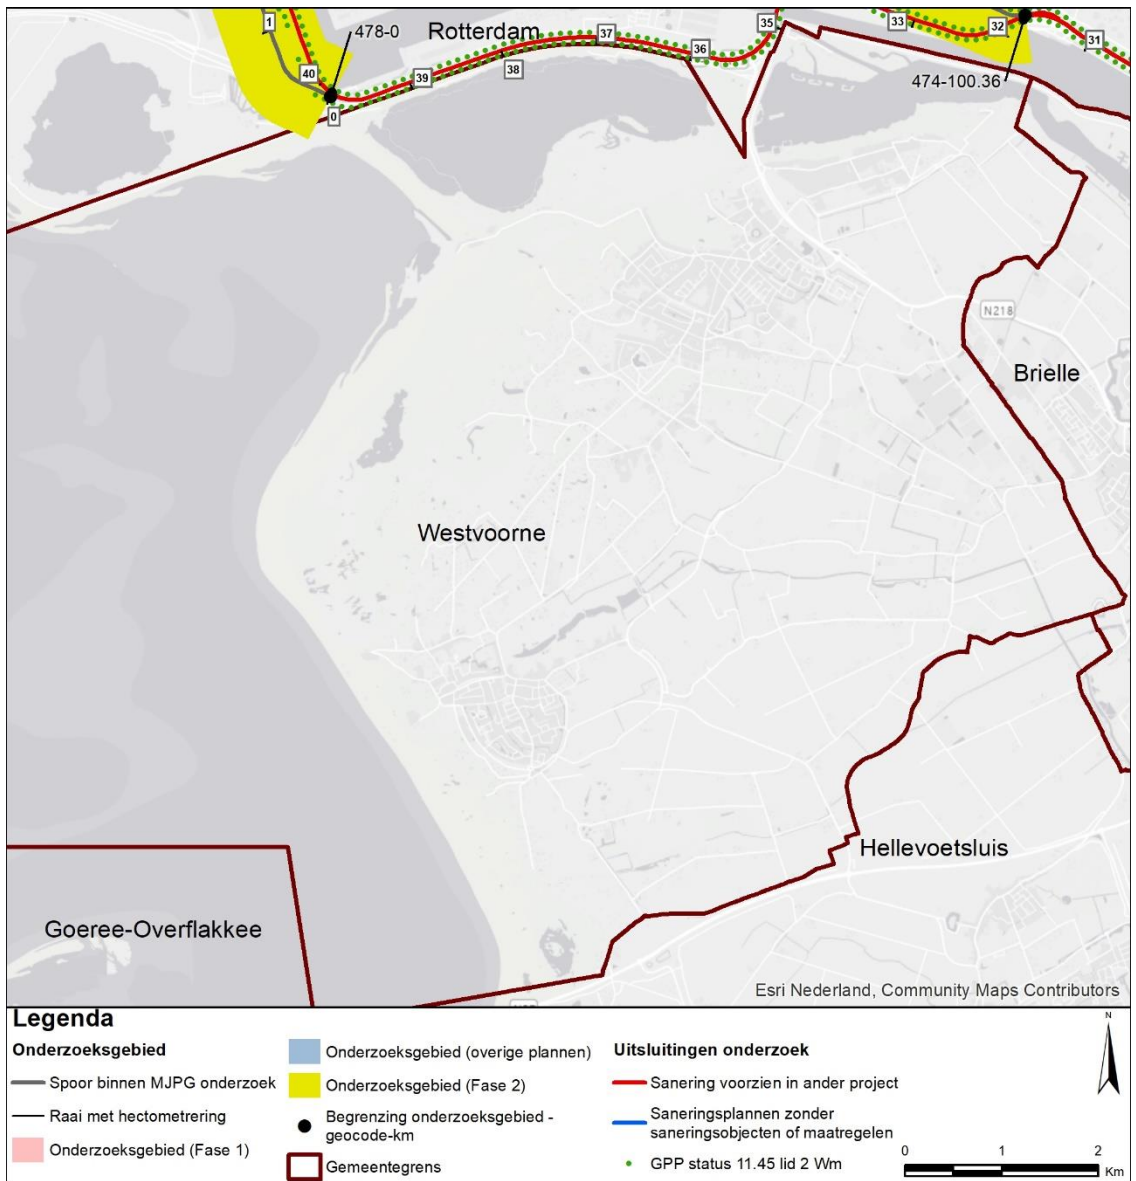 1
478-0
Rotterdam
35
33
32
31
37
36
40
39
38
0
474-100.36
N218
Brielle
Westvoorne
Hellevoetsluis
Goeree-Overflakkee
Esri Nederland, Community Maps Contributors
Legenda
Onderzoeksgebied
Spoor binnen MJPG onderzoek
Raai met hectometrering
Onderzoeksgebied (Fase 1)
Onderzoeksgebied (overige plannen)
Onderzoeksgebied (Fase 2)
Begrenzing onderzoeksgebied -
geocode-km
Gemeentegrens
Uitsluitingen onderzoek
Sanering voorzien in ander project
Saneringsplannen zonder
saneringsobjecten of maatregelen
GPP status 11.45 lid 2 Wm
N
0 1 2
Km